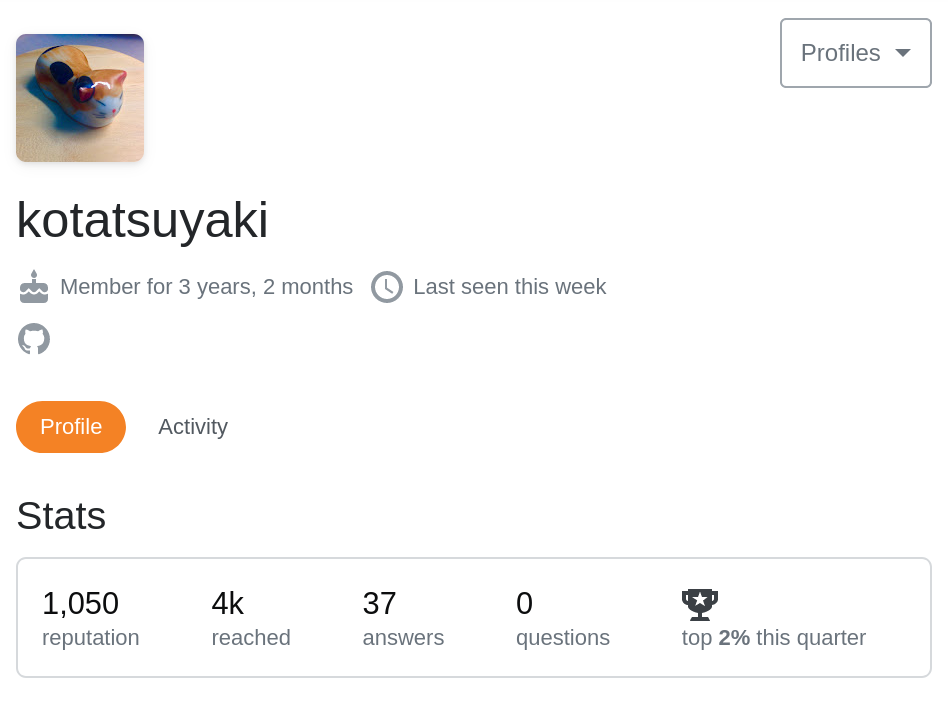 Profiles
kotatsuyaki
Member for 3 years, 2 months Last seen this week
Profile Activity
Stats
1,050 4k 37 0
reputation reached answers questions top 2% this quarter